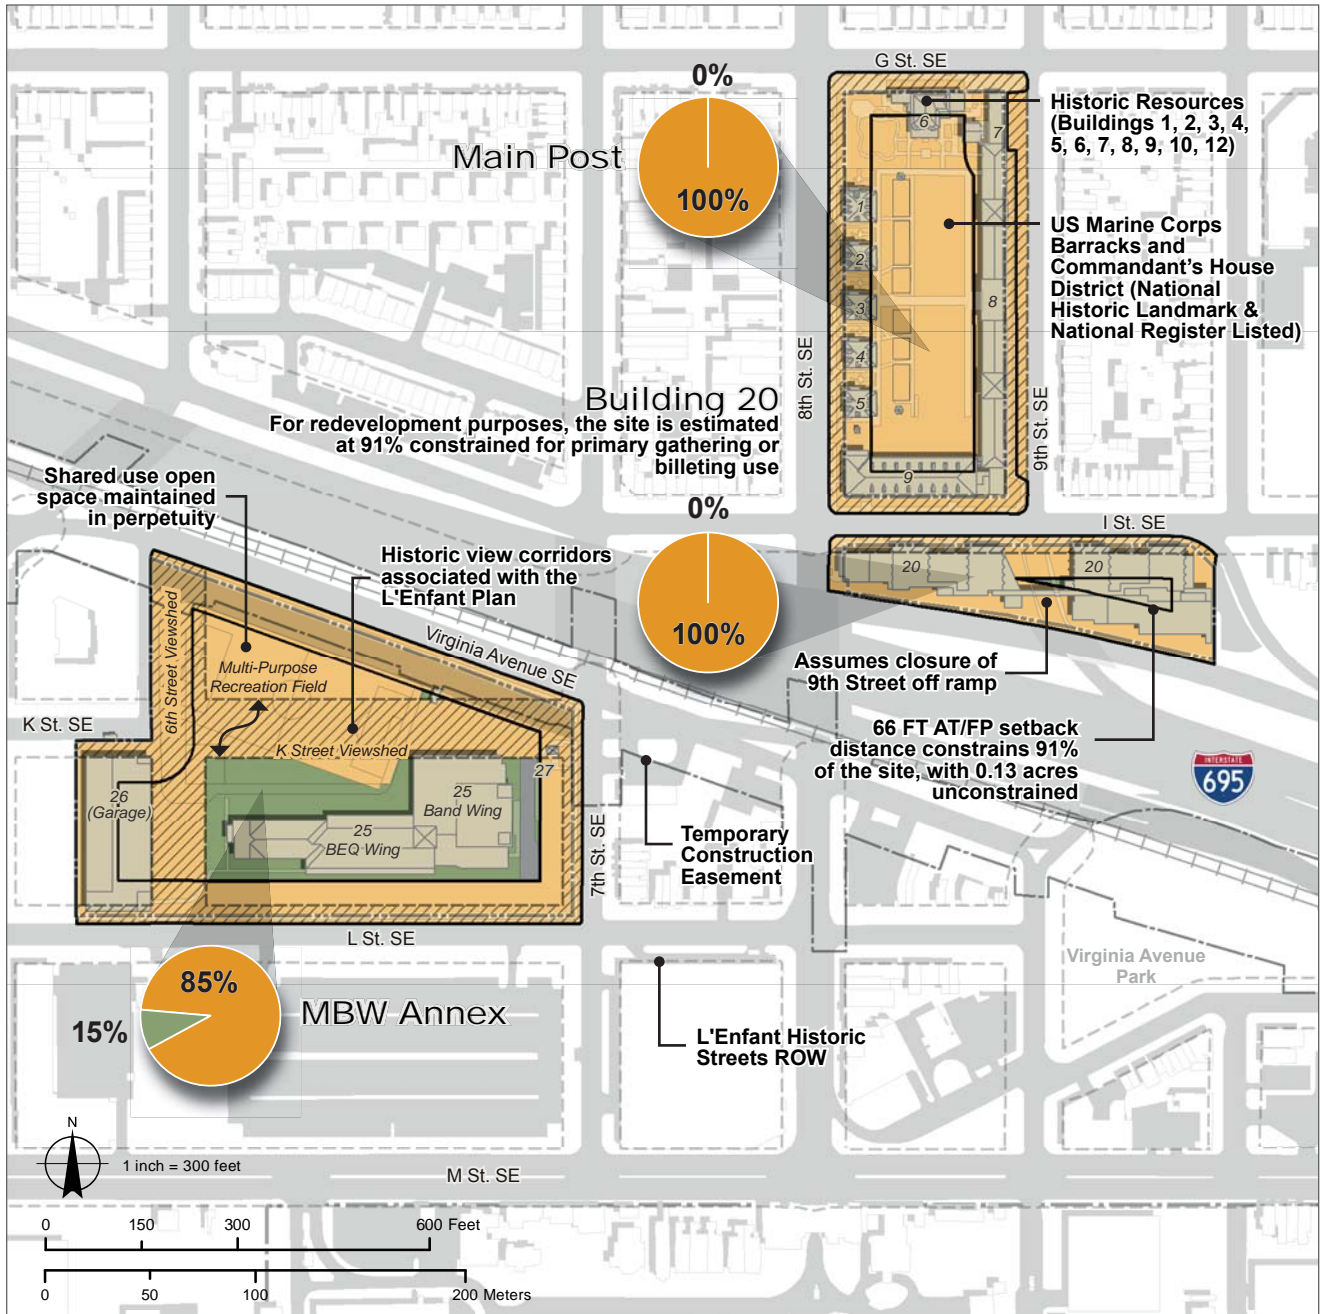 G St. SE
0%
Main Post
100%
6
7
Historic Resources
(Buildings 1, 2, 3, 4,
5, 6, 7, 8, 9, 10, 12)
1
2
3
4
5
8
9
US Marine Corps
Barracks and
Commandant's House
District (National
Historic Landmark &
National Register Listed)
8th St. SE
9th St. SE
Building 20
For redevelopment purposes, the site is estimated
at 91% constrained for primary gathering or
billeting use
0%
100%
I St. SE
20
20
Shared use open
space maintained
in perpetuity
Historic view corridors
associated with the
L'Enfant Plan
Virginia Avenue SE
6th Street Viewshed
Multi-Purpose
Recreation Field
K St. SE
K Street Viewshed
Assumes closure of
9th Street off ramp
66 FT AT/FP setback
distance constrains 91%
of the site, with 0.13 acres
unconstrained
INTERSTATE
695
26
(Garage)
27
25
Band Wing
25
BEQ Wing
7th St. SE
Temporary
Construction
Easement
L St. SE
85%
15%
MBW Annex
Virginia Avenue
Park
L'Enfant Historic
Streets ROW
N
1 inch = 300 feet
M St. SE
0 150 300 600 Feet
0 50 100 200 Meters